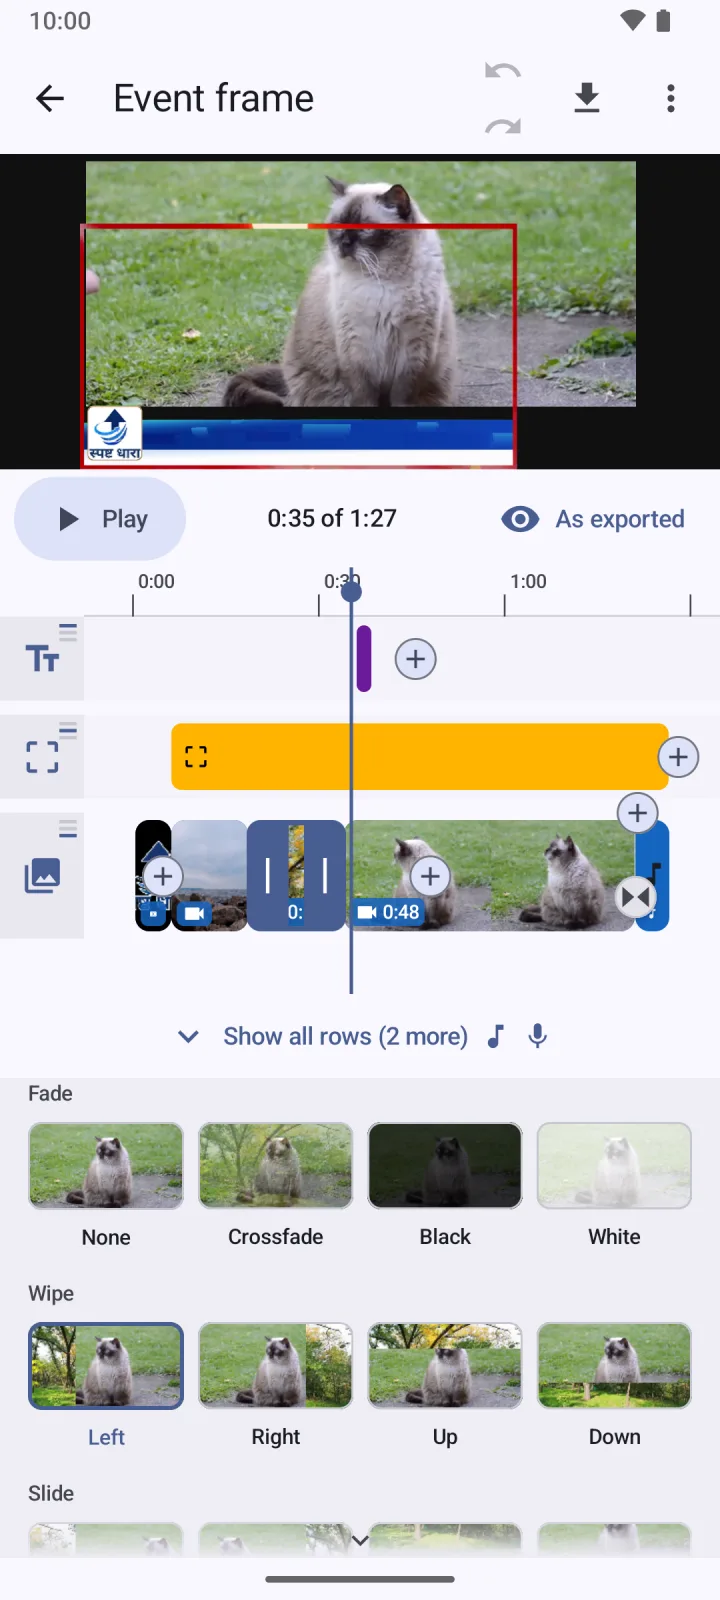 10:00
Event frame
स्पष्ट धारा
Play
0:35 of 1:27
As exported
0:00
0:30
1:00
0:
0:48
Show all rows (2 more)
Fade
None
Crossfade
Black
White
Wipe
Left
Right
Up
Down
Slide